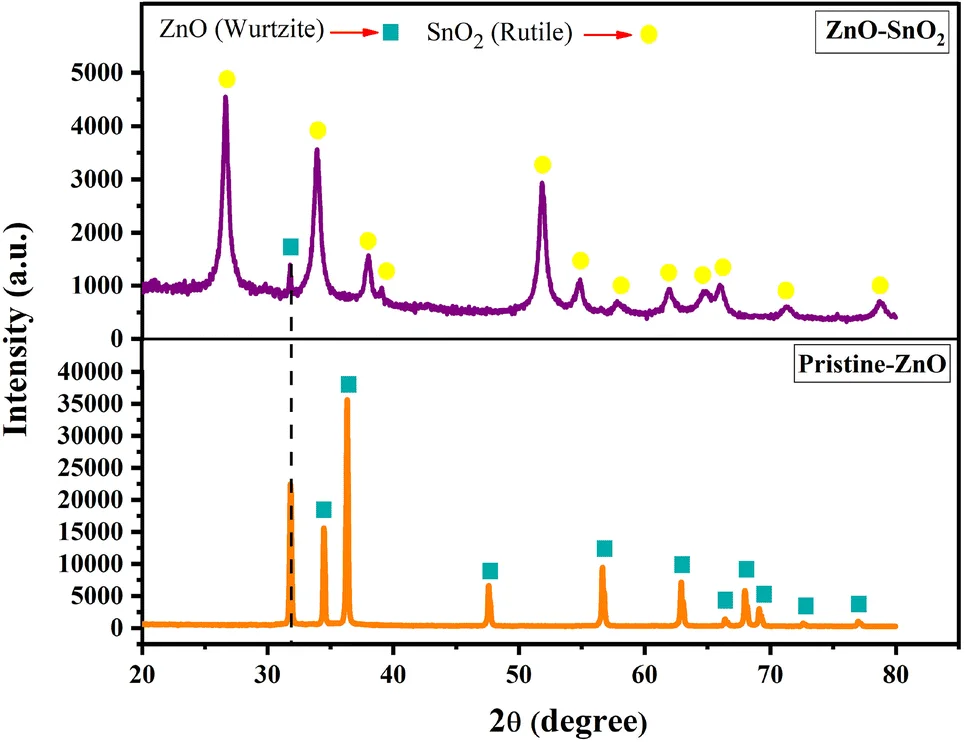 ZnO (Wurtzite)
SnO₂ (Rutile)
ZnO-SnO₂
5000
4000
3000
2000
1000
0
Pristine-ZnO
40000
35000
30000
25000
20000
15000
10000
5000
0
Intensity (a.u.)
20 30 40 50 60 70 80
2θ (degree)